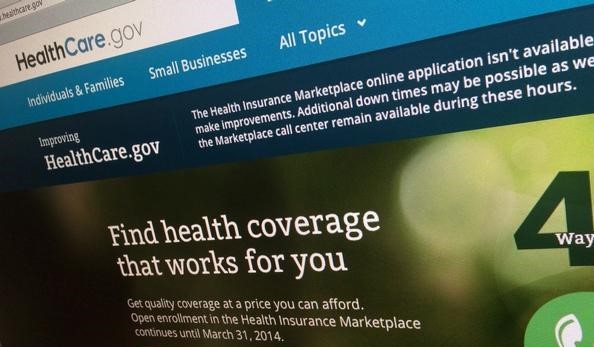 .healthcare.gov
HealthCare.gov
Individuals & Families
Small Businesses
All Topics
Improving
HealthCare.gov
The Health Insurance Marketplace online application isn't available
make improvements. Additional down times may be possible as we
the Marketplace call center remain available during these hours.
Find health coverage
that works for you
Get quality coverage at a price you can afford.
Open enrollment in the Health Insurance Marketplace
continues until March 31, 2014.
4
Way